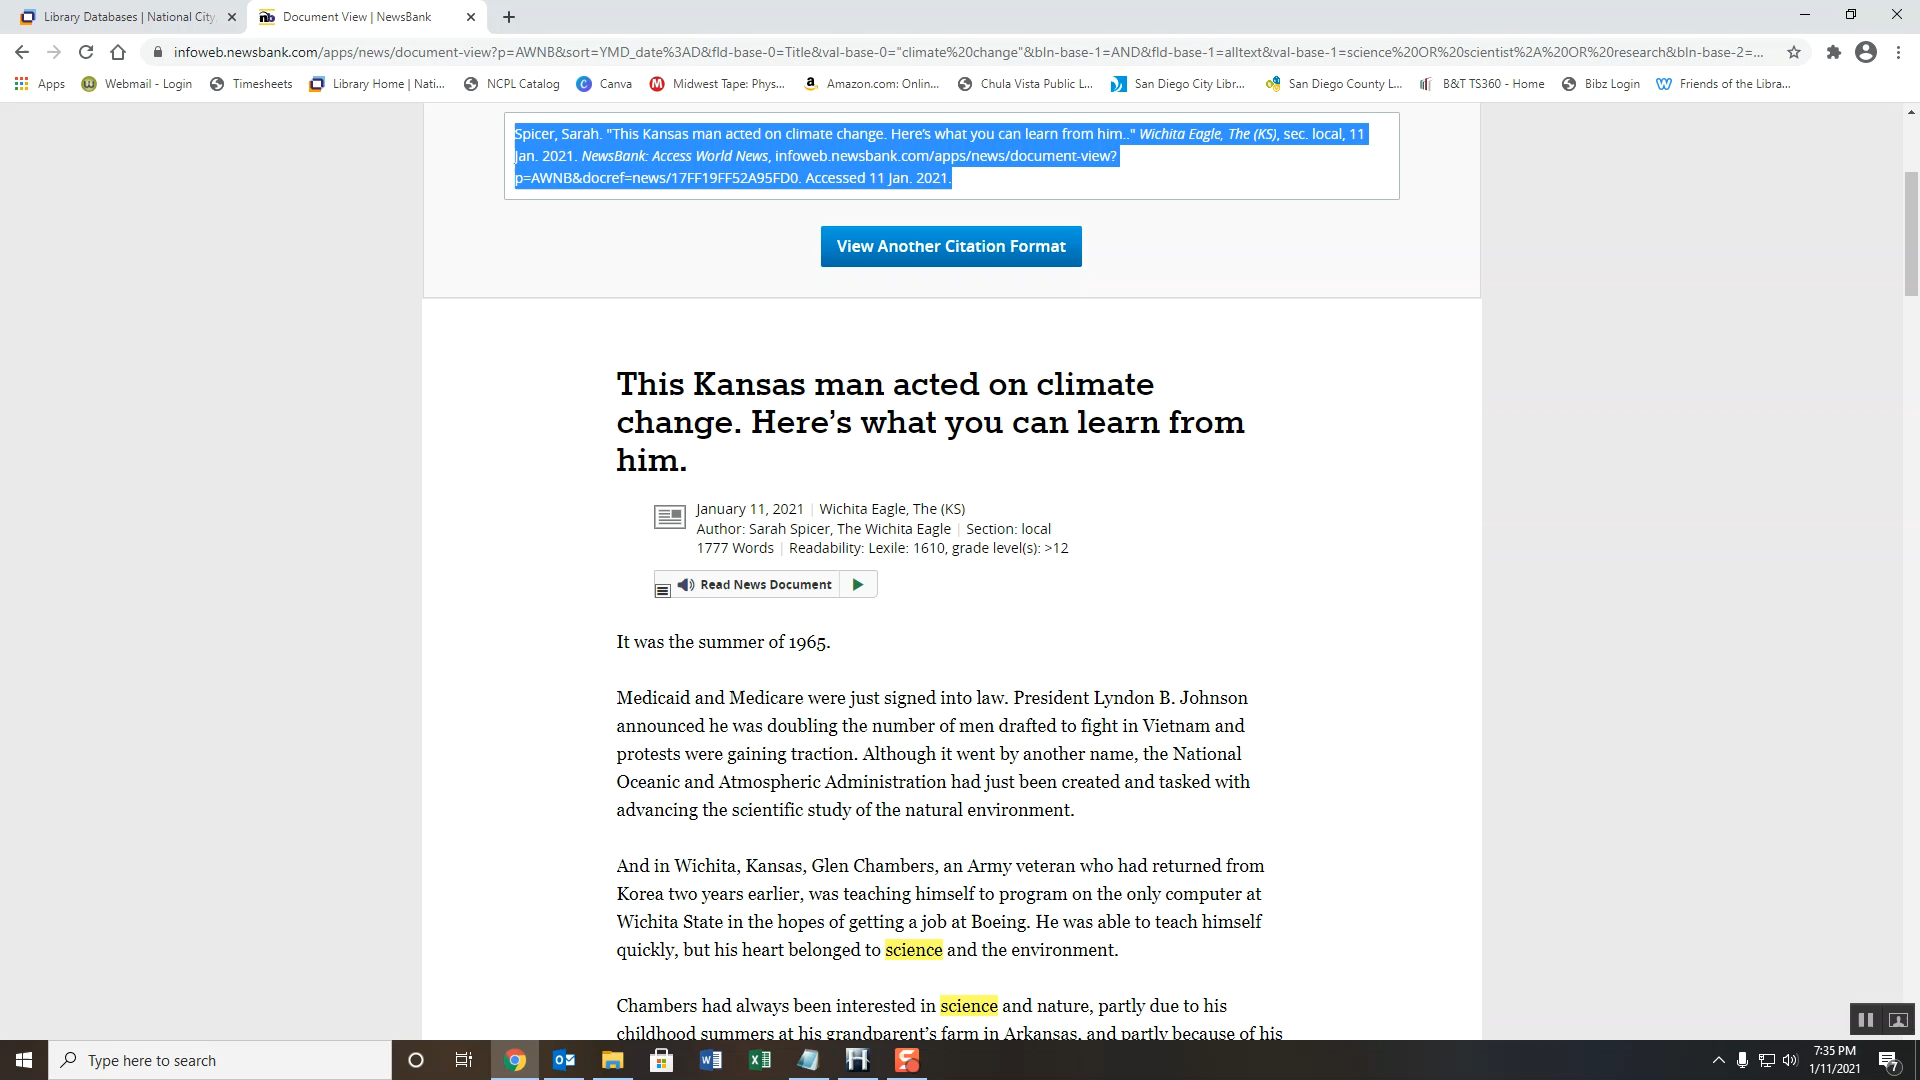 Library Databases | National City
Document View | NewsBank
infoweb.newsbank.com/apps/news/document-view?p=AWNB&sort=YMD_date%3AD&fld-base-0=Title&val-base-0="climate%20change"&bln-base-1=AND&fld-base-1=alltext&val-base-1=science%20OR%20scientist%2A%20OR%20research&bln-base-2=...
Apps
Webmail - Login
Timesheets
Library Home | Nati...
NCPL Catalog
Canva
Midwest Tape: Phys...
Amazon.com: Onlin...
Chula Vista Public L...
San Diego City Libr...
San Diego County L...
B&T TS360 - Home
Bibz Login
Friends of the Libra...
Spicer, Sarah. "This Kansas man acted on climate change. Here's what you can learn from him.." Wichita Eagle, The (KS), sec. local, 11
Jan. 2021. NewsBank: Access World News, infoweb.newsbank.com/apps/news/document-view?
p=AWNB&docref=news/17FF19FF52A95FD0. Accessed 11 Jan. 2021.
View Another Citation Format
This Kansas man acted on climate
change. Here's what you can learn from
him.
January 11, 2021 | Wichita Eagle, The (KS)
Author: Sarah Spicer, The Wichita Eagle | Section: local
1777 Words | Readability: Lexile: 1610, grade level(s): >12
Read News Document
It was the summer of 1965.
Medicaid and Medicare were just signed into law. President Lyndon B. Johnson
announced he was doubling the number of men drafted to fight in Vietnam and
protests were gaining traction. Although it went by another name, the National
Oceanic and Atmospheric Administration had just been created and tasked with
advancing the scientific study of the natural environment.
And in Wichita, Kansas, Glen Chambers, an Army veteran who had returned from
Korea two years earlier, was teaching himself to program on the only computer at
Wichita State in the hopes of getting a job at Boeing. He was able to teach himself
quickly, but his heart belonged to science and the environment.
Chambers had always been interested in science and nature, partly due to his
childhood summers at his grandparent's farm in Arkansas, and partly because of his
Type here to search
7:35 PM
1/11/2021
7